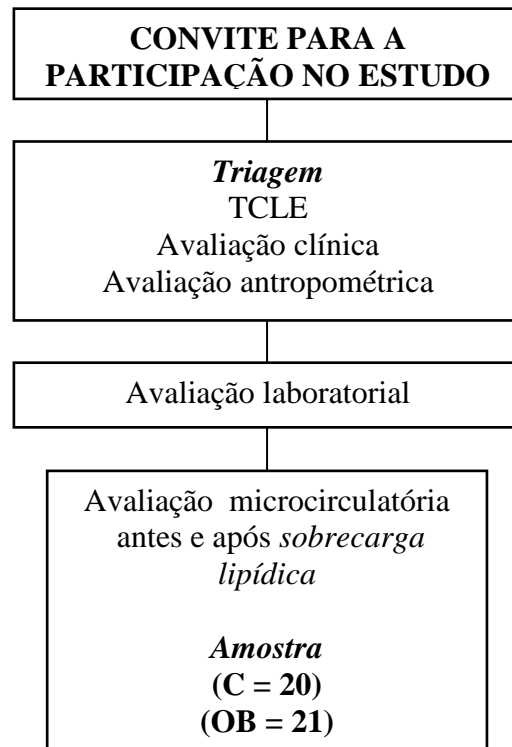 CONVITE PARA A
PARTICIPAÇÃO NO ESTUDO
Triagem
TCLE
Avaliação clínica
Avaliação antropométrica
Avaliação laboratorial
Avaliação microcirculatória
antes e após sobrecarga
lipídica
Amostra
(C = 20)
(OB = 21)